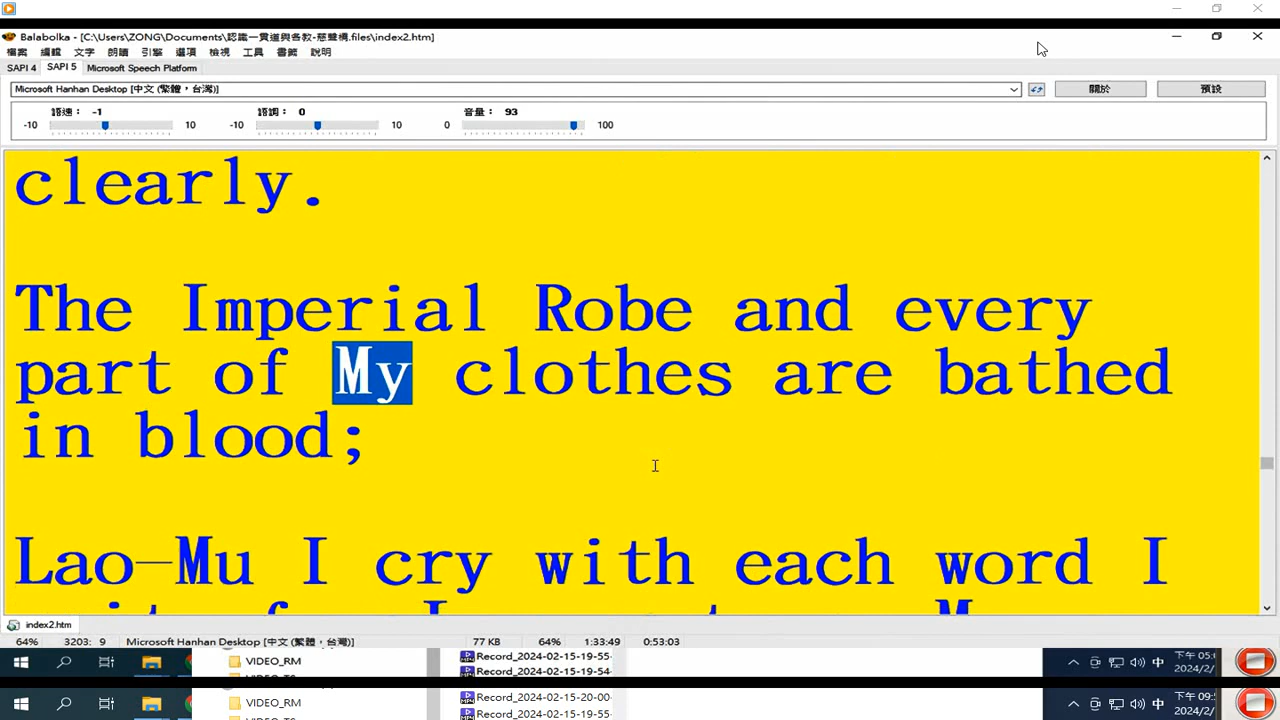 Balabolka - [C:\Users\ZONG\Documents\認識一貫道與各教-慈聲橋.files\index2.htm]
檔案 編輯 文字 朗讀 引擎 選項 檢視 工具 書籤 說明
SAPI 4 SAPI 5 Microsoft Speech Platform
Microsoft Hanhan Desktop [中文 (繁體，台灣)] 關於 預設
語速： -1 語調： 0 音量： 93
-10 10 -10 10 0 100
clearly.
The Imperial Robe and every
part of My clothes are bathed
in blood;
Lao-Mu I cry with each word I
index2.htm
64% 3203: 9 Microsoft Hanhan Desktop [中文 (繁體，台灣)] 77 KB 64% 1:33:49 0:53:03
VIDEO_RM Record_2024-02-15-19-55- 中 下午 05:
Record_2024-02-15-19-54- 2024/2/
VIDEO_RM Record_2024-02-15-20-00- 中 下午 09:
Record_2024-02-15-19-55- 2024/2/